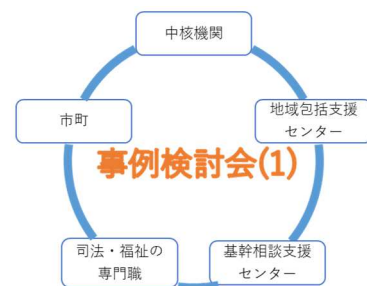 中核機関
市町
地域包括支援
センター
事例検討会(1)
司法・福祉の
専門職
基幹相談支援
センター